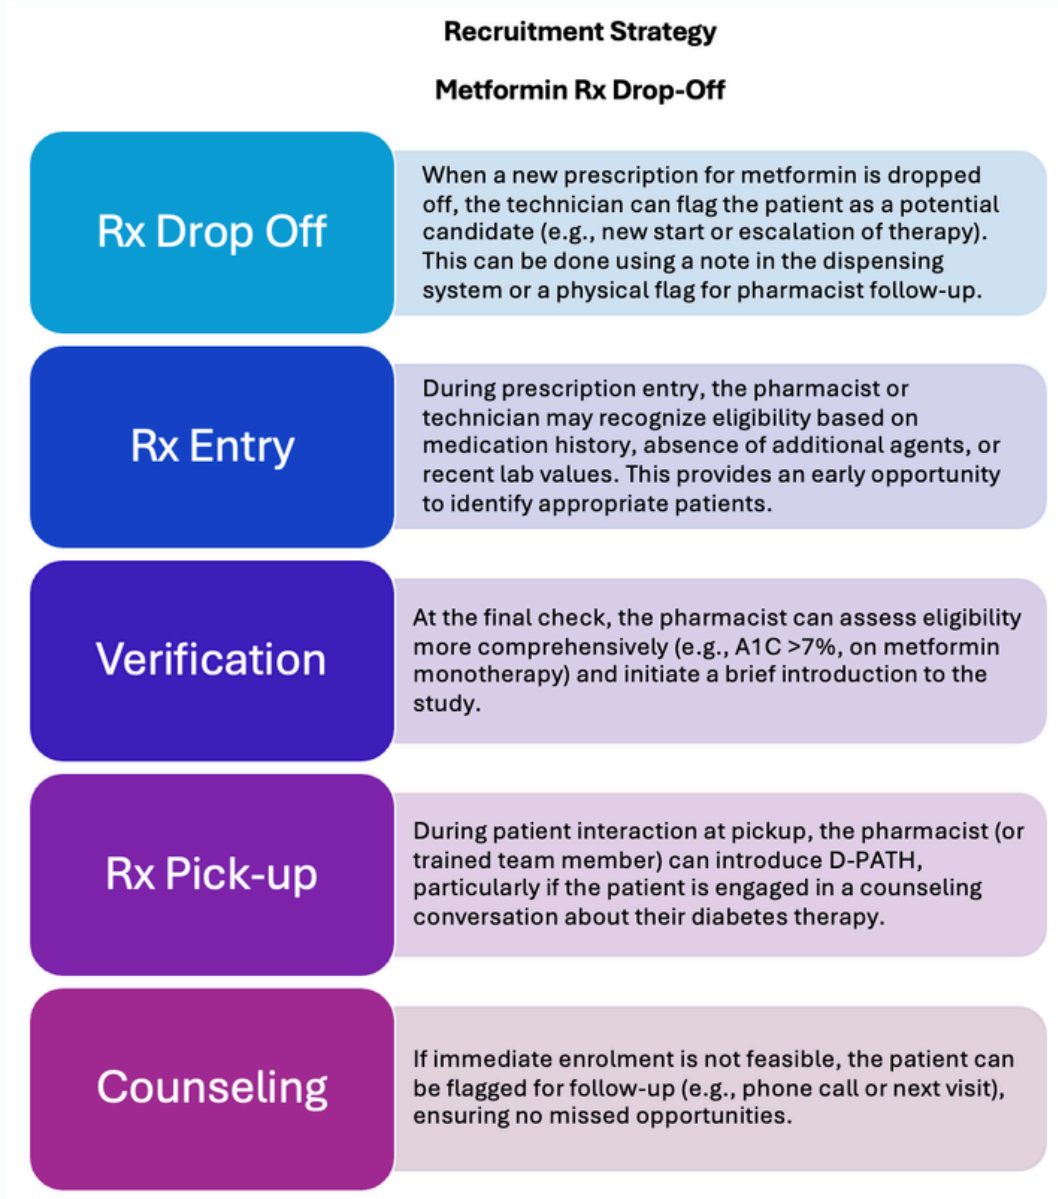 Recruitment Strategy
Metformin Rx Drop-Off
Rx Drop Off
When a new prescription for metformin is dropped
off, the technician can flag the patient as a potential
candidate (e.g., new start or escalation of therapy).
This can be done using a note in the dispensing
system or a physical flag for pharmacist follow-up.
Rx Entry
During prescription entry, the pharmacist or
technician may recognize eligibility based on
medication history, absence of additional agents, or
recent lab values. This provides an early opportunity
to identify appropriate patients.
Verification
At the final check, the pharmacist can assess eligibility
more comprehensively (e.g., A1C >7%, on metformin
monotherapy) and initiate a brief introduction to the
study.
Rx Pick-up
During patient interaction at pickup, the pharmacist (or
trained team member) can introduce D-PATH,
particularly if the patient is engaged in a counseling
conversation about their diabetes therapy.
Counseling
If immediate enrolment is not feasible, the patient can
be flagged for follow-up (e.g., phone call or next visit),
ensuring no missed opportunities.